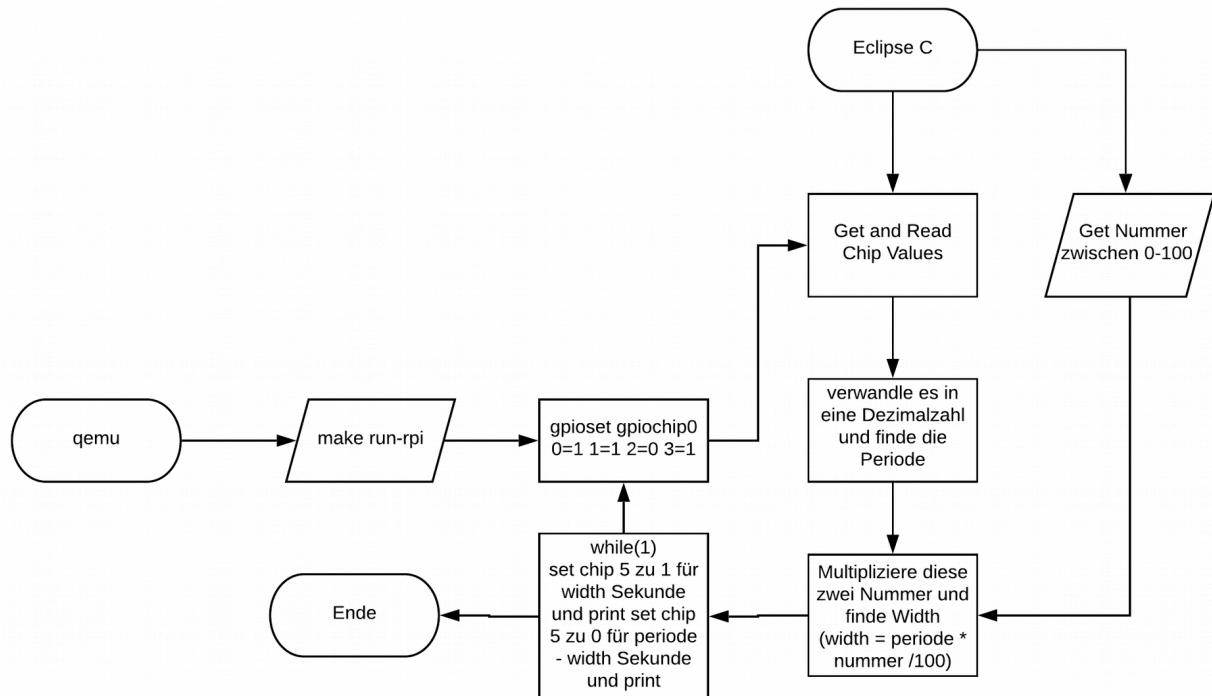 Eclipse C
Get and Read
Chip Values
Get Nummer
zwischen 0-100
qemu
make run-rpi
gpioset gpiochip0
0=1 1=1 2=0 3=1
verwandle es in
eine Dezimalzahl
und finde die
Periode
Ende
while(1)
set chip 5 zu 1 für
width Sekunde
und print set chip
5 zu 0 für periode
- width Sekunde
und print
Multipliziere diese
zwei Nummer und
finde Width
(width = periode *
nummer /100)